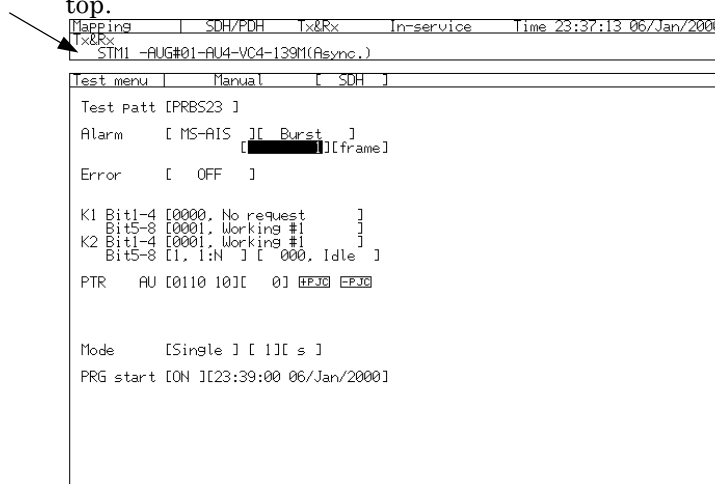 top.
Mapping | SDH/PDH Tx&Rx In-service Time 23:37:13 06/Jan/200
Tx&Rx
STM1 -AUG#01-AU4-VC4-139M(Async.)
Test menu | Manual [ SDH ]
Test patt [PRBS23 ]
Alarm [ MS-AIS ][ Burst ]
[ 1][frame]
Error [ OFF ]
K1 Bit1-4 [0000, No request ]
Bit5-8 [0001, Working #1 ]
K2 Bit1-4 [0001, Working #1 ]
Bit5-8 [1, 1:N ] [ 000, Idle ]
PTR AU [0110 10][ 0] +PJC -PJC
Mode [Single ] [ 1][ s ]
PRG start [ON ][23:39:00 06/Jan/2000]